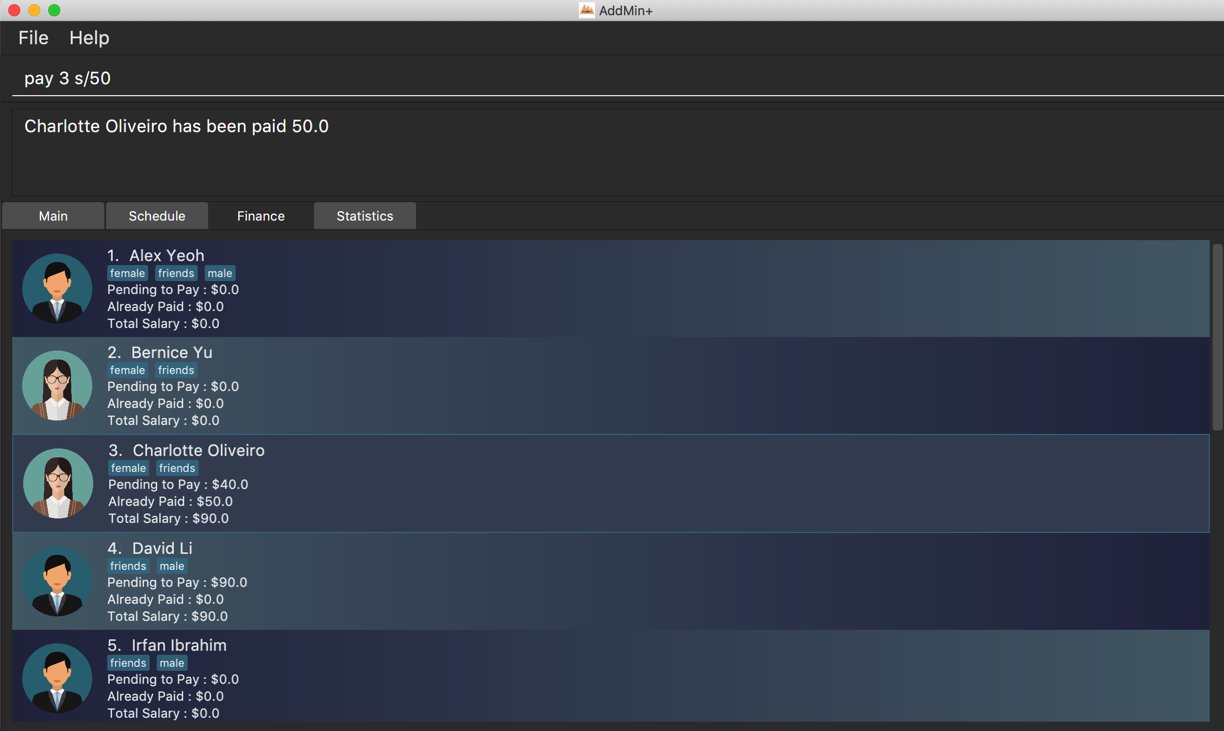 AddMin+
File Help
pay 3 s/50
Charlotte Oliveiro has been paid 50.0
Main Schedule Finance Statistics
1. Alex Yeoh
female friends male
Pending to Pay : $0.0
Already Paid : $0.0
Total Salary : $0.0
2. Bernice Yu
female friends
Pending to Pay : $0.0
Already Paid : $0.0
Total Salary : $0.0
3. Charlotte Oliveiro
female friends
Pending to Pay : $40.0
Already Paid : $50.0
Total Salary : $90.0
4. David Li
friends male
Pending to Pay : $90.0
Already Paid : $0.0
Total Salary : $90.0
5. Irfan Ibrahim
friends male
Pending to Pay : $0.0
Already Paid : $0.0
Total Salary : $0.0